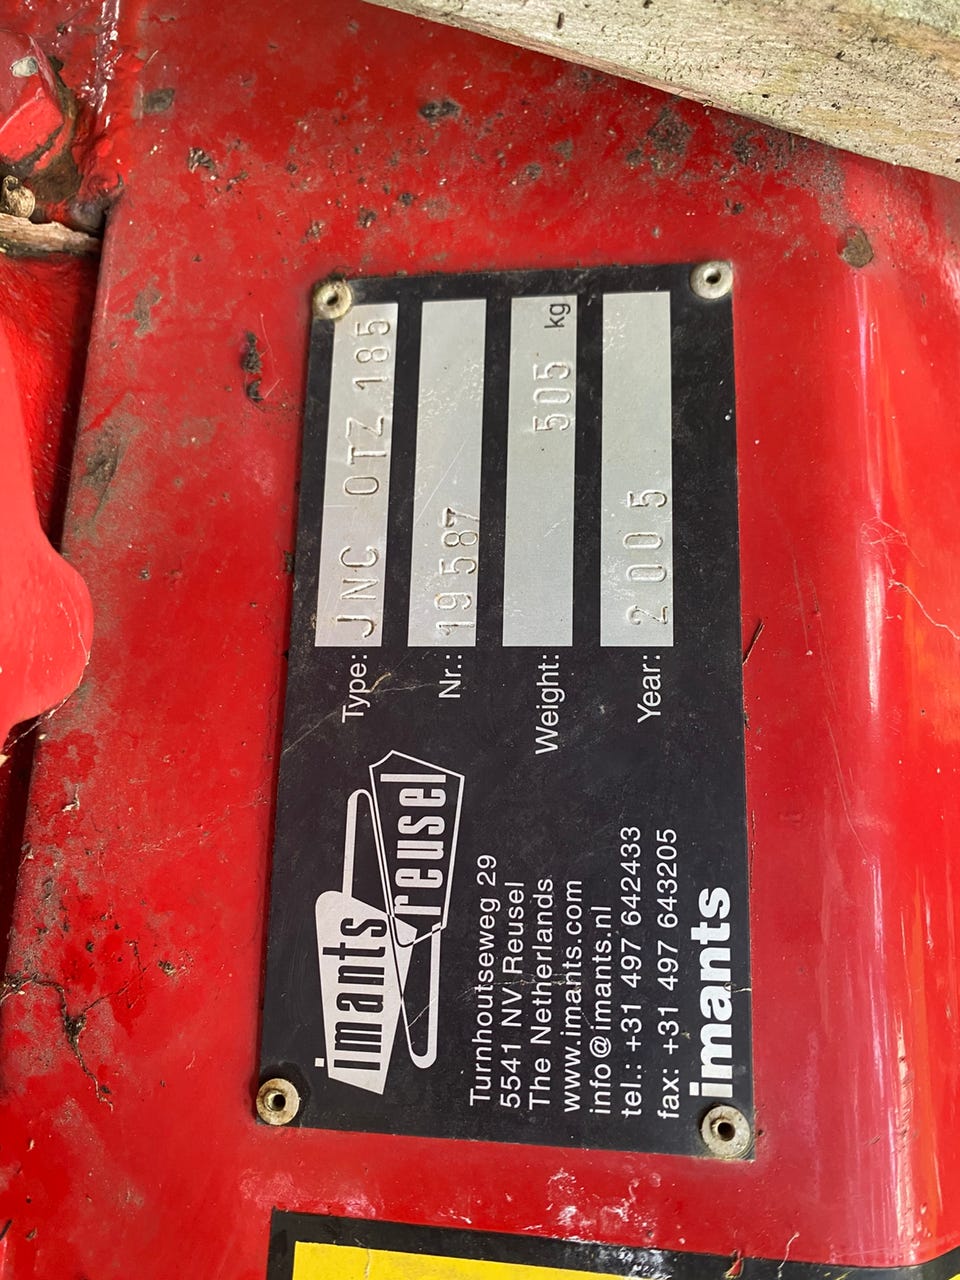 imants
reusel
Turnhoutseweg 29
5541 NV Reusel
The Netherlands
www.imants.com
info@imants.nl
tel.: +31 497 642433
fax: +31 497 643205
imants
Type: JNC OTZ 185
Nr.: 19587
Weight: 505 kg
Year: 2005